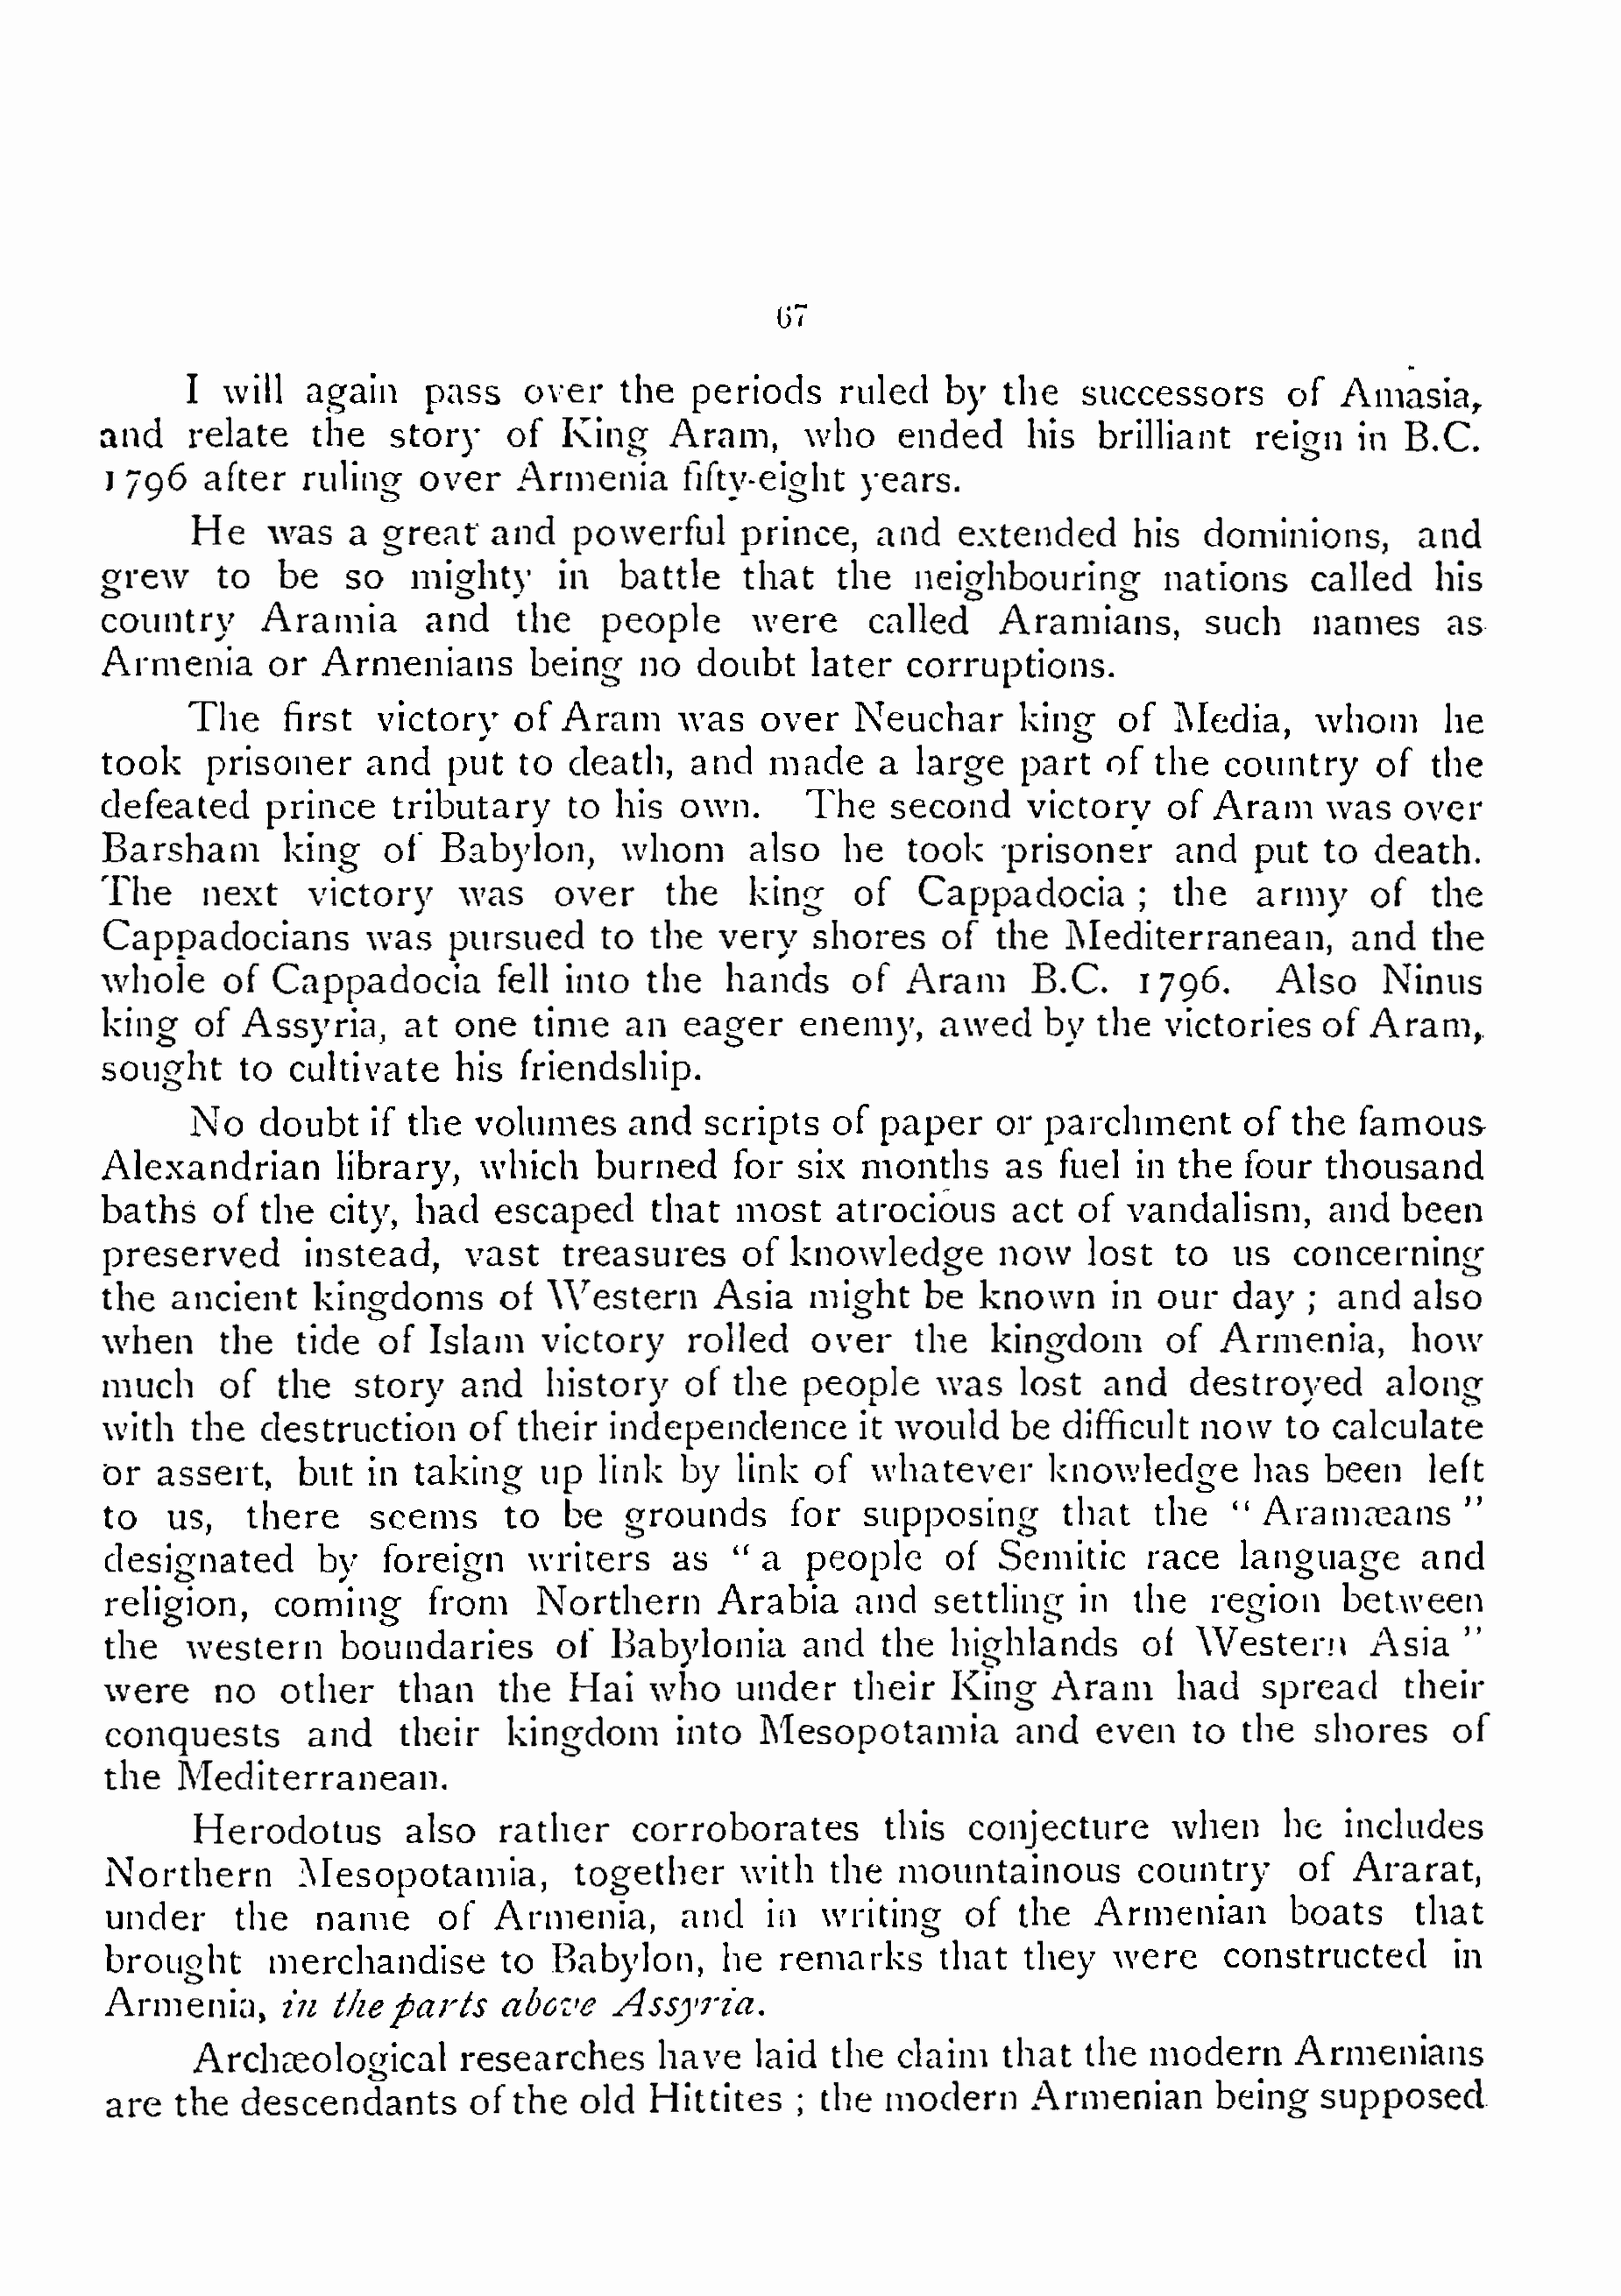 67
I will again pass over the periods ruled by the successors of Amasia,
and relate the story of King Aram, who ended his brilliant reign in B.C.
1796 after ruling over Armenia fifty-eight years.
He was a great and powerful prince, and extended his dominions, and
grew to be so mighty in battle that the neighbouring nations called his
country Aramia and the people were called Aramians, such names as
Armenia or Armenians being no doubt later corruptions.
The first victory of Aram was over Neuchar king of Media, whom he
took prisoner and put to death, and made a large part of the country of the
defeated prince tributary to his own. The second victory of Aram was over
Barsham king of Babylon, whom also he took prisoner and put to death.
The next victory was over the king of Cappadocia ; the army of the
Cappadocians was pursued to the very shores of the Mediterranean, and the
whole of Cappadocia fell into the hands of Aram B.C. 1796. Also Ninus
king of Assyria, at one time an eager enemy, awed by the victories of Aram,
sought to cultivate his friendship.
No doubt if the volumes and scripts of paper or parchment of the famous
Alexandrian library, which burned for six months as fuel in the four thousand
baths of the city, had escaped that most atrocious act of vandalism, and been
preserved instead, vast treasures of knowledge now lost to us concerning
the ancient kingdoms of Western Asia might be known in our day ; and also
when the tide of Islam victory rolled over the kingdom of Armenia, how
much of the story and history of the people was lost and destroyed along
with the destruction of their independence it would be difficult now to calculate
or assert, but in taking up link by link of whatever knowledge has been left
to us, there seems to be grounds for supposing that the " Aramæans "
designated by foreign writers as " a people of Semitic race language and
religion, coming from Northern Arabia and settling in the region between
the western boundaries of Babylonia and the highlands of Western Asia "
were no other than the Hai who under their King Aram had spread their
conquests and their kingdom into Mesopotamia and even to the shores of
the Mediterranean.
Herodotus also rather corroborates this conjecture when he includes
Northern Mesopotamia, together with the mountainous country of Ararat,
under the name of Armenia, and in writing of the Armenian boats that
brought merchandise to Babylon, he remarks that they were constructed in
Armenia, in the parts above Assyria.
Archæological researches have laid the claim that the modern Armenians
are the descendants of the old Hittites ; the modern Armenian being supposed